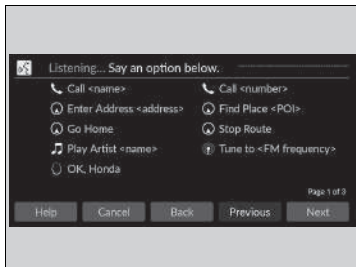 Listening... Say an option below.
Call <name>
Call <number>
Enter Address <address>
Find Place <POI>
Go Home
Stop Route
Play Artist <name>
Tune to <FM frequency>
OK, Honda
Page 1 of 3
Help Cancel Back Previous Next